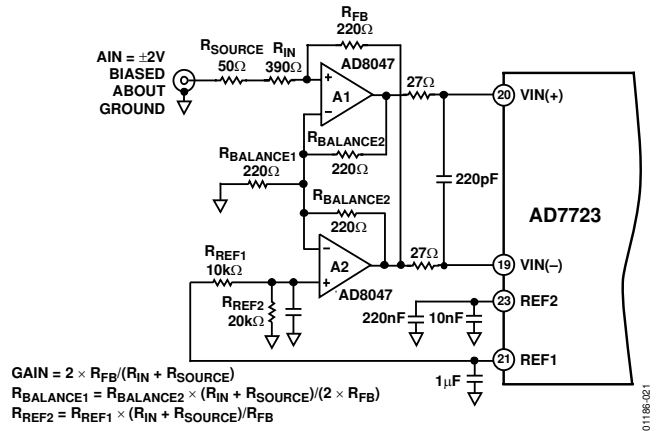 RFB
220Ω
AIN = ±2V
BIASED
ABOUT
GROUND
RSOURCE
50Ω
RIN
390Ω
AD8047
A1
+
−
27Ω
20
VIN(+)
RBALANCE2
220Ω
RBALANCE1
220Ω
RBALANCE2
220Ω
220pF
AD7723
RREF1
10kΩ
−
A2
+
AD8047
27Ω
19
VIN(−)
RREF2
20kΩ
220nF
10nF
23
REF2
21
REF1
1μF
GAIN = 2 × RFB/(RIN + RSOURCE)
RBALANCE1 = RBALANCE2 × (RIN + RSOURCE)/(2 × RFB)
RREF2 = RREF1 × (RIN + RSOURCE)/RFB
01186-021